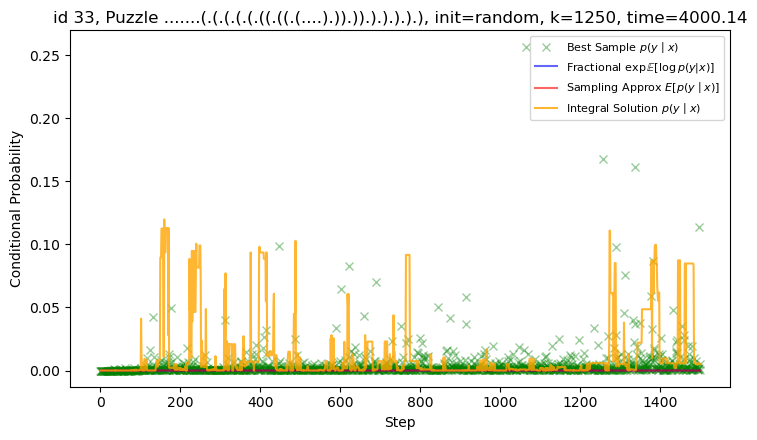 id 33, Puzzle .......(.(.(.(.(.((.((.(....).)).)).).).).).), init=random, k=1250, time=4000.14
Conditional Probability
0.25
0.20
0.15
0.10
0.05
0.00
Best Sample p(y | x)
Fractional exp𝔼[log p(y|x)]
Sampling Approx E[p(y | x)]
Integral Solution p(y | x)
0 200 400 600 800 1000 1200 1400
Step